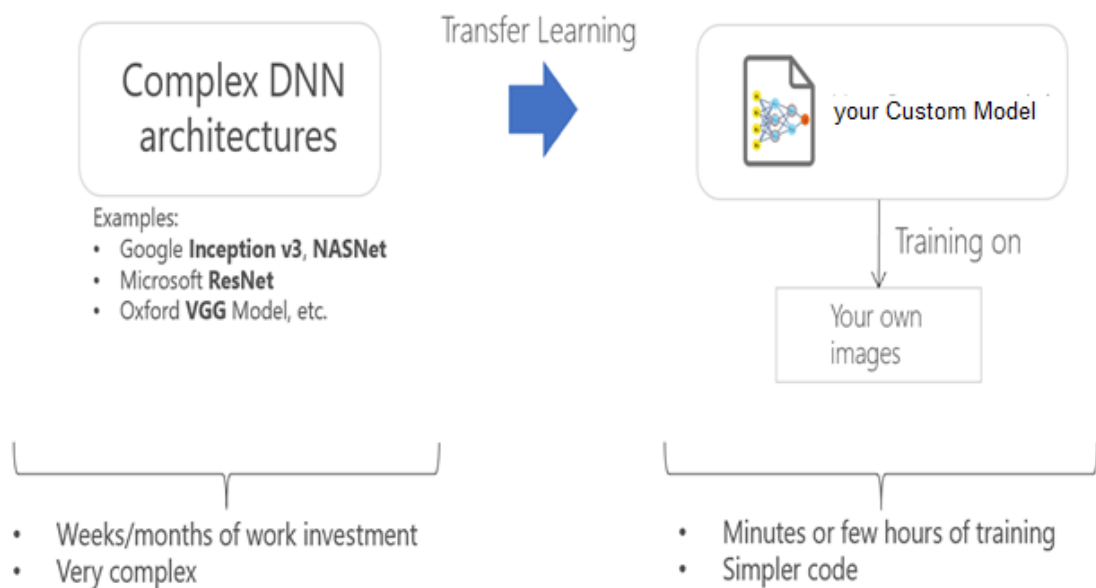 Transfer Learning
Complex DNN
architectures
Examples:
• Google Inception v3, NASNet
• Microsoft ResNet
• Oxford VGG Model, etc.
your Custom Model
Training on
Your own
images
• Weeks/months of work investment
• Very complex
• Minutes or few hours of training
• Simpler code